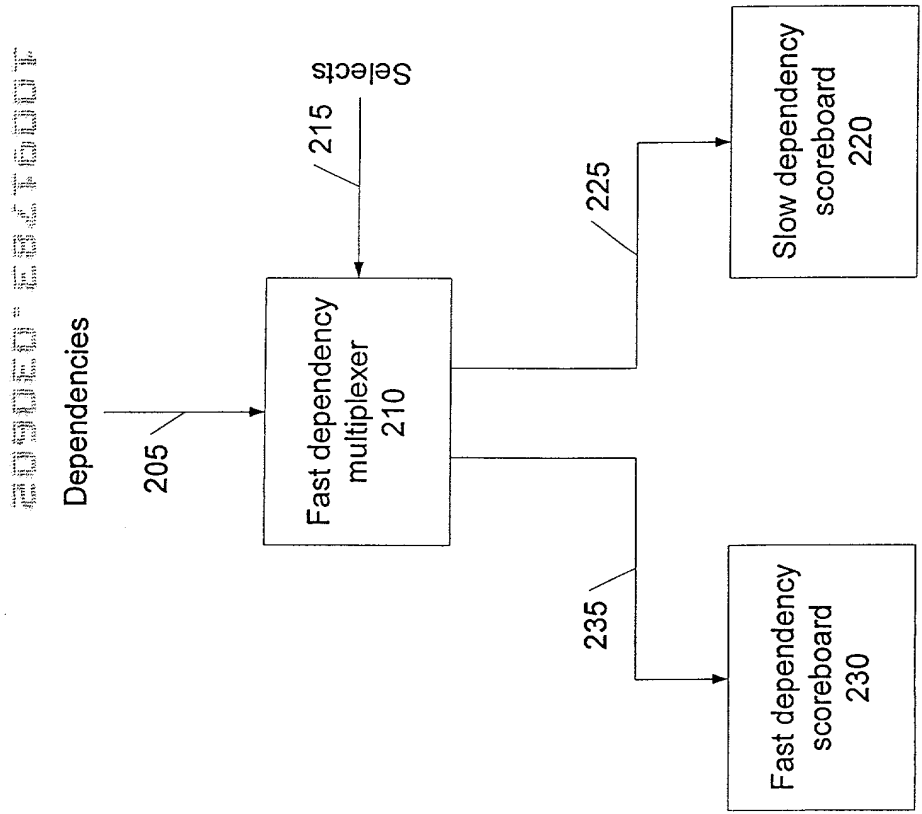 Dependencies
205
Selects
215
Fast dependency
multiplexer
210
225
235
Slow dependency
scoreboard
220
Fast dependency
scoreboard
230